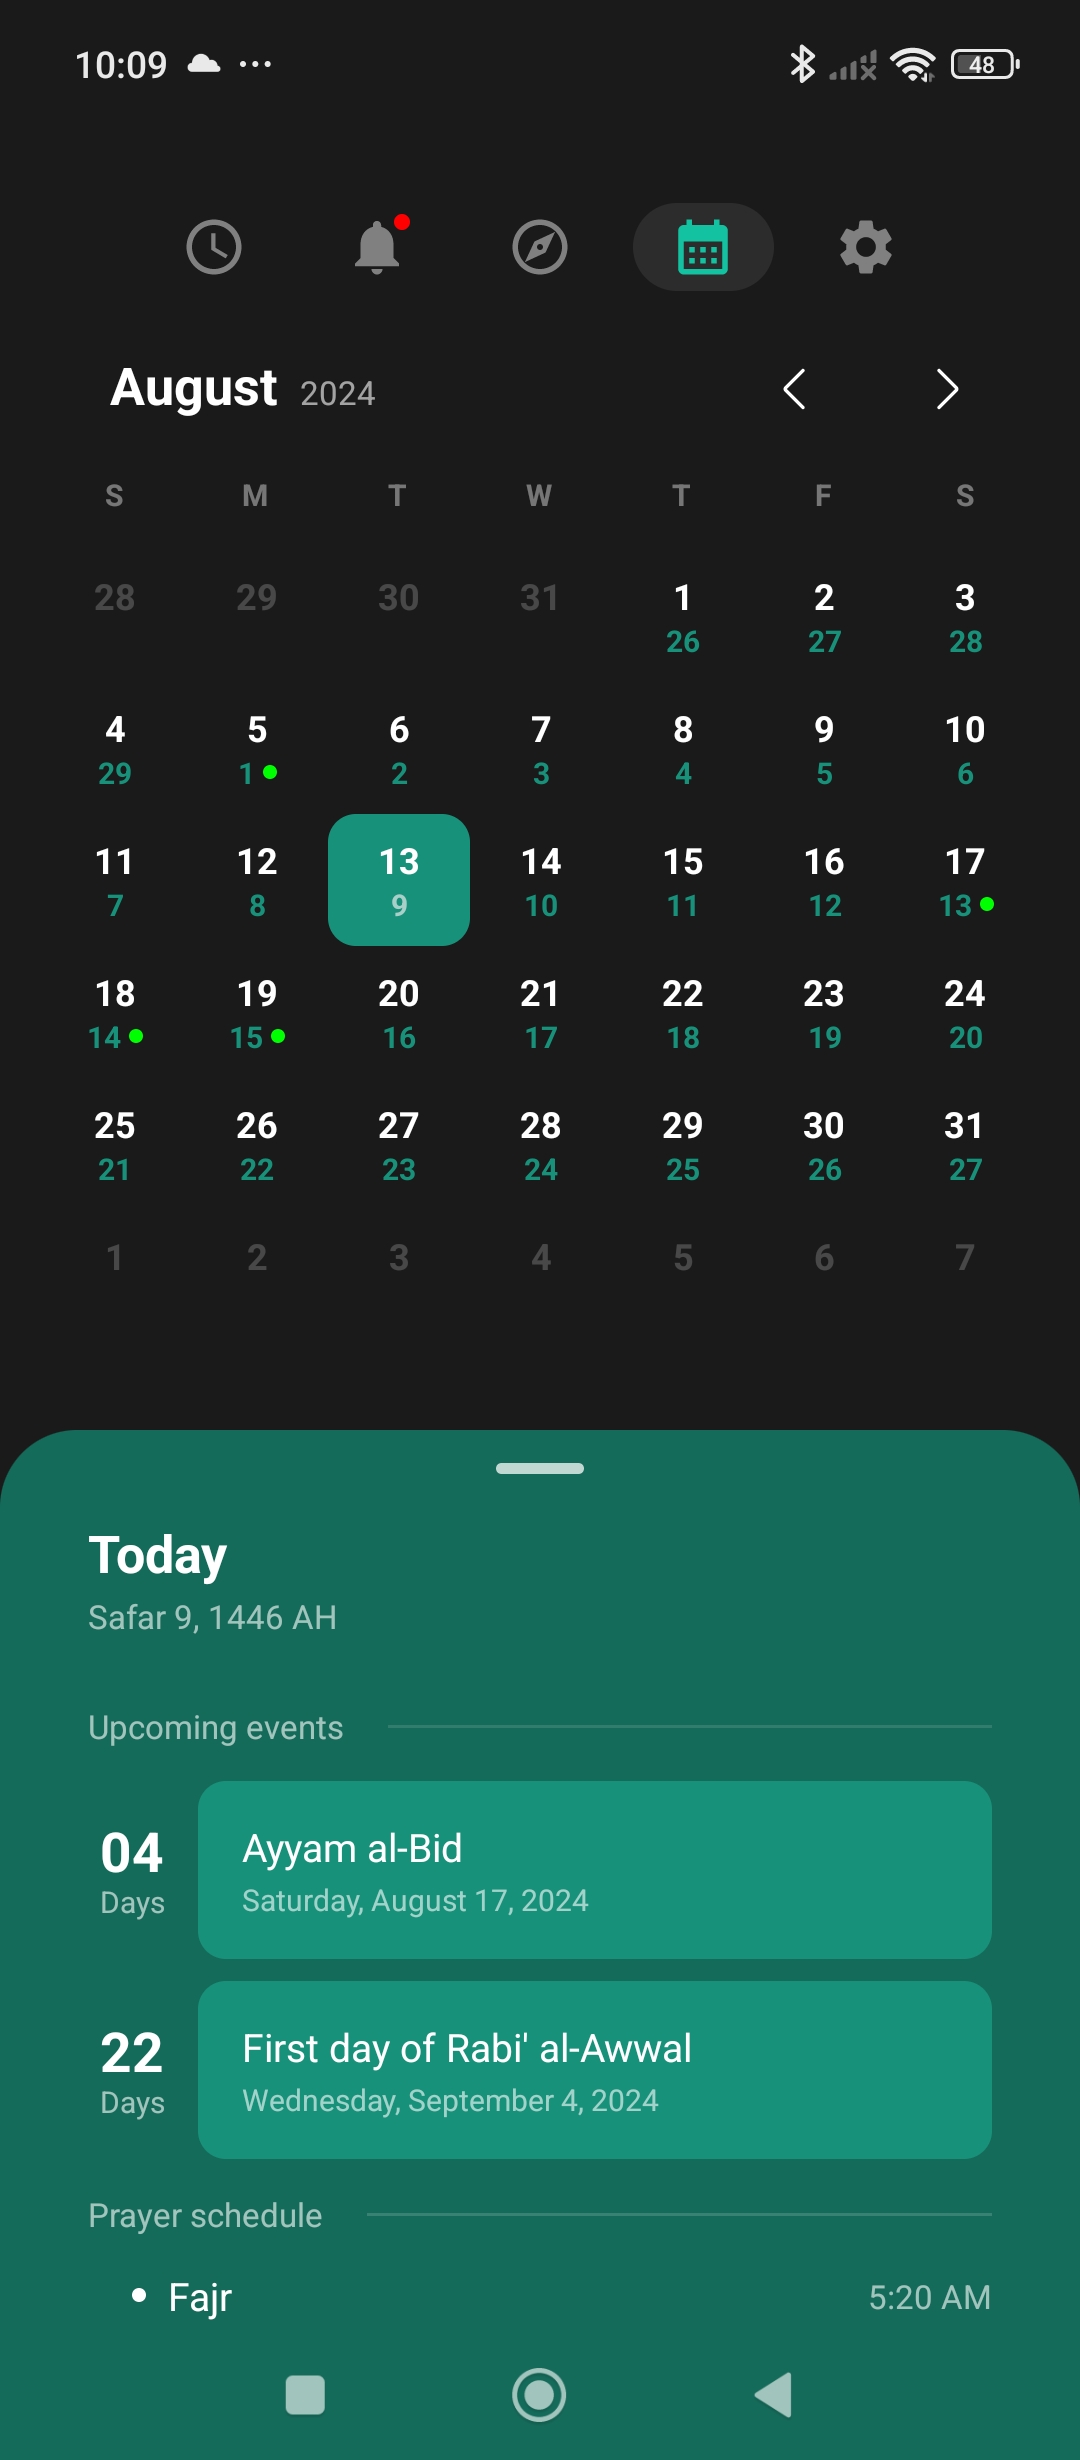 10:09
48
August 2024
S M T W T F S
28 29 30 31 1 2 3
26 27 28
4 5 6 7 8 9 10
29 1 2 3 4 5 6
11 12 13 14 15 16 17
7 8 9 10 11 12 13
18 19 20 21 22 23 24
14 15 16 17 18 19 20
25 26 27 28 29 30 31
21 22 23 24 25 26 27
1 2 3 4 5 6 7
Today
Safar 9, 1446 AH
Upcoming events
04
Days
Ayyam al-Bid
Saturday, August 17, 2024
22
Days
First day of Rabi' al-Awwal
Wednesday, September 4, 2024
Prayer schedule
Fajr 5:20 AM